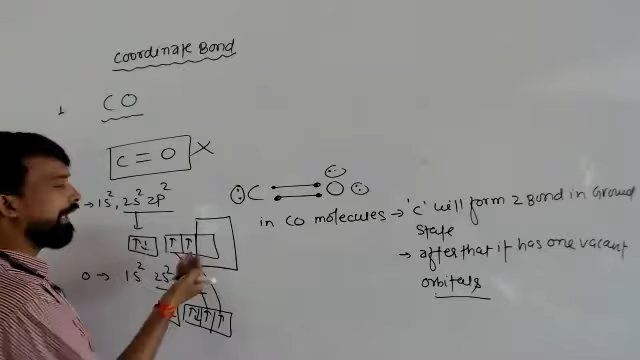 Coordinate Bond
1 CO
C = O X
→ 1S², 2S² 2P²
O → 1S² 2S²
C O
in CO molecules → 'C' will form 2 Bond in Ground
State
→ after that it has one vacant
orbitals